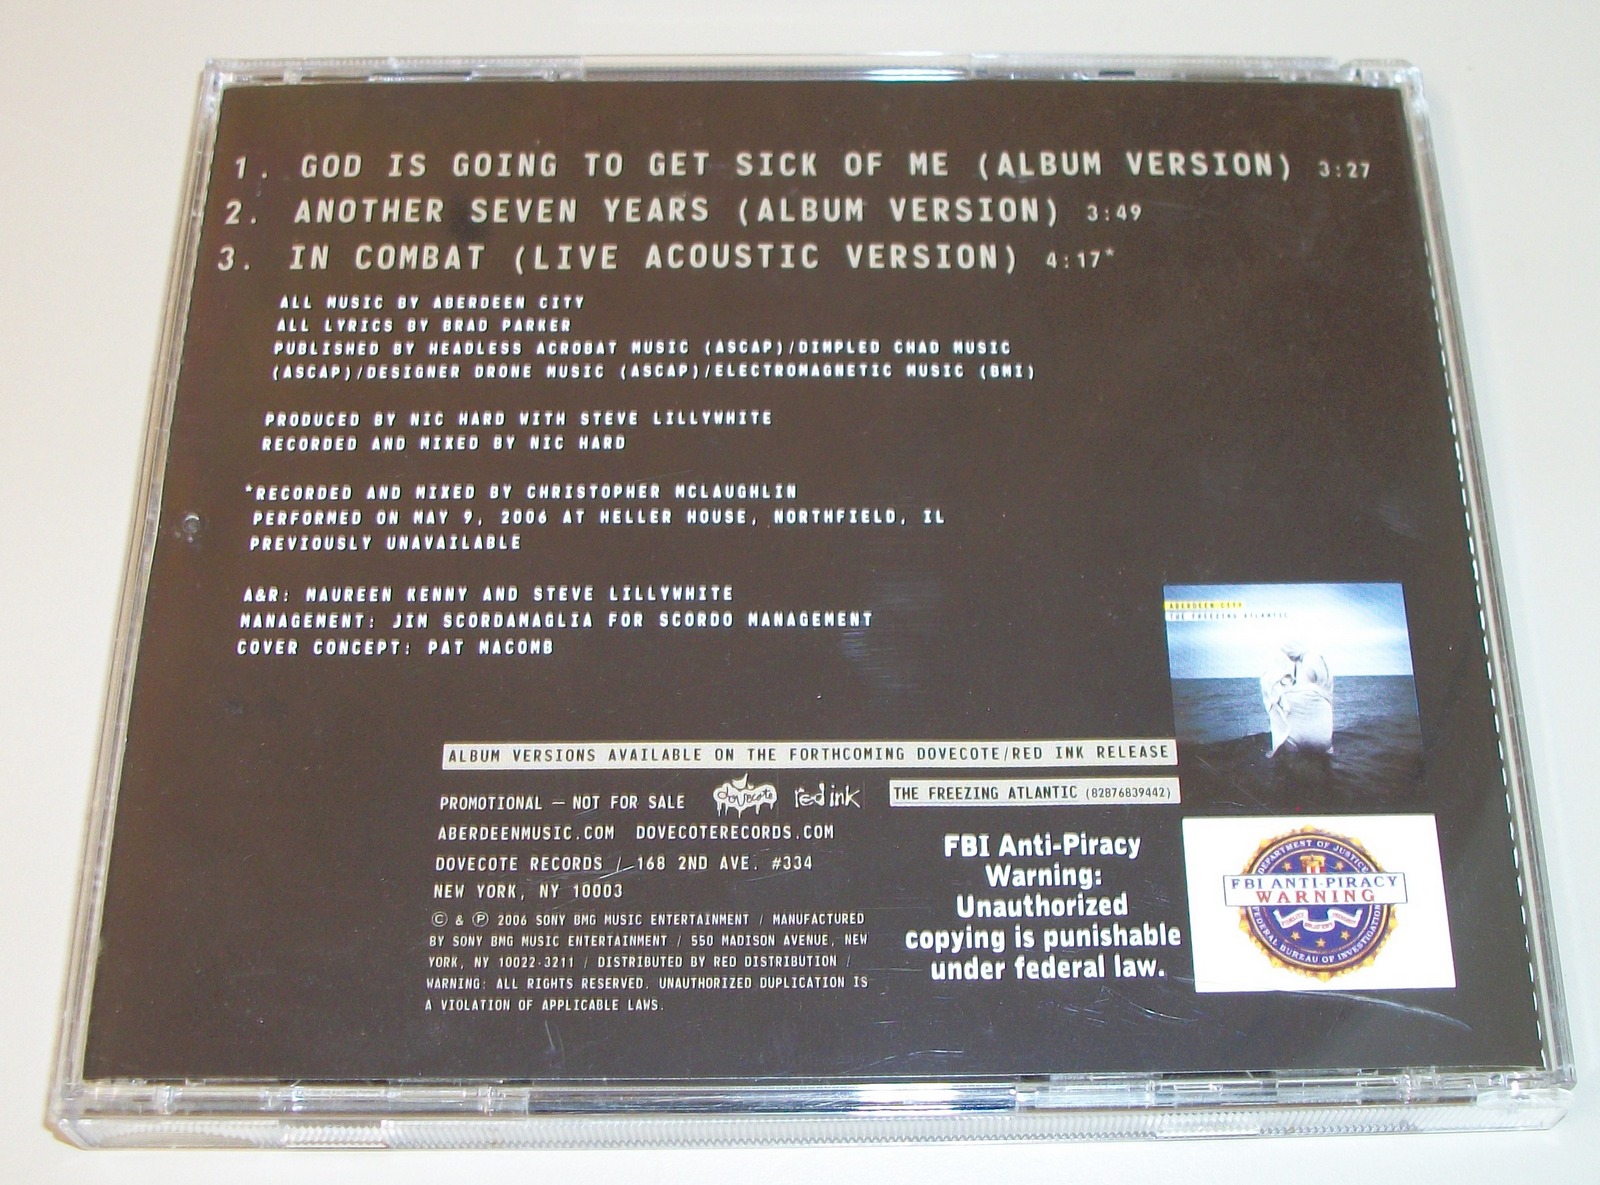 1. GOD IS GOING TO GET SICK OF ME (ALBUM VERSION) 3:27
2. ANOTHER SEVEN YEARS (ALBUM VERSION) 3:49
3. IN COMBAT (LIVE ACOUSTIC VERSION) 4:17*
ALL MUSIC BY ABERDEEN CITY
ALL LYRICS BY BRAD PARKER
PUBLISHED BY HEADLESS ACROBAT MUSIC (ASCAP)/DIMPLED CHAD MUSIC
(ASCAP)/DESIGNER DRONE MUSIC (ASCAP)/ELECTROMAGNETIC MUSIC (BMI)
PRODUCED BY NIC HARD WITH STEVE LILLYWHITE
RECORDED AND MIXED BY NIC HARD
*RECORDED AND MIXED BY CHRISTOPHER MCLAUGHLIN
PERFORMED ON MAY 9, 2006 AT HELLER HOUSE, NORTHFIELD, IL
PREVIOUSLY UNAVAILABLE
A&R: MAUREEN KENNY AND STEVE LILLYWHITE
MANAGEMENT: JIM SCORDAMAGLIA FOR SCORDO MANAGEMENT
COVER CONCEPT: PAT MACOMB
ABERDEEN CITY
THE FREEZING ATLANTIC
ALBUM VERSIONS AVAILABLE ON THE FORTHCOMING DOVECOTE/RED INK RELEASE
THE FREEZING ATLANTIC (82876839442)
PROMOTIONAL – NOT FOR SALE dovecote red ink
ABERDEENMUSIC.COM DOVECOTERECORDS.COM
DOVECOTE RECORDS / 168 2ND AVE. #334
NEW YORK, NY 10003
© & ℗ 2006 SONY BMG MUSIC ENTERTAINMENT / MANUFACTURED
BY SONY BMG MUSIC ENTERTAINMENT / 550 MADISON AVENUE, NEW
YORK, NY 10022-3211 / DISTRIBUTED BY RED DISTRIBUTION /
WARNING: ALL RIGHTS RESERVED. UNAUTHORIZED DUPLICATION IS
A VIOLATION OF APPLICABLE LAWS.
FBI Anti-Piracy
Warning:
Unauthorized
copying is punishable
under federal law.
DEPARTMENT OF JUSTICE
FBI ANTI-PIRACY
WARNING
FEDERAL BUREAU OF INVESTIGATION